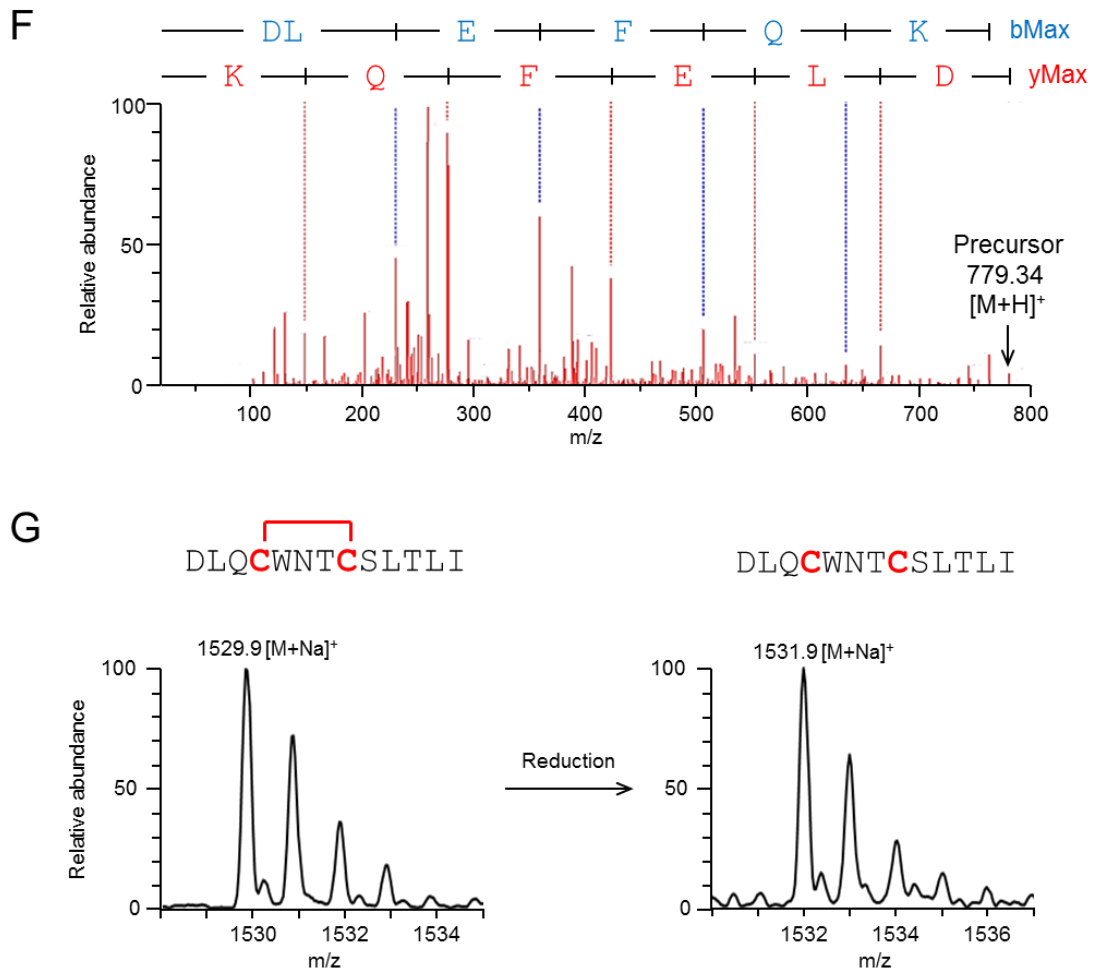 F
DL E F Q K bMax
K Q F E L D yMax
100
50
0
Relative abundance
Precursor
779.34
[M+H]+
100 200 300 400 500 600 700 800
m/z
G
DLQCWNTCSLTLI
DLQCWNTCSLTLI
1529.9 [M+Na]+
100
50
0
Relative abundance
1530 1532 1534
m/z
Reduction
1531.9 [M+Na]+
100
50
0
1532 1534 1536
m/z